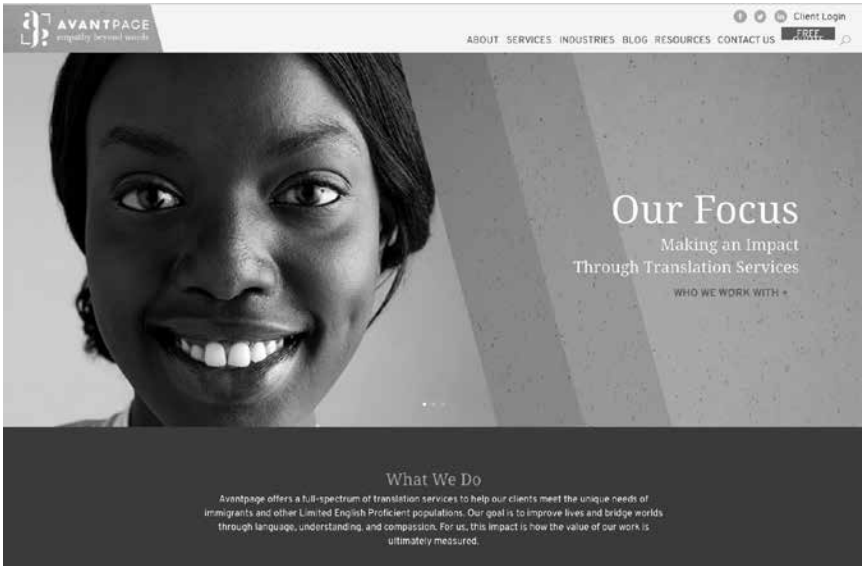 AVANTPAGE
empathy beyond words
Client Login
ABOUT SERVICES INDUSTRIES BLOG RESOURCES CONTACT US FREE QUOTE
Our Focus
Making an Impact
Through Translation Services
WHO WE WORK WITH »
What We Do
Avantpage offers a full-spectrum of translation services to help our clients meet the unique needs of
immigrants and other Limited English Proficient populations. Our goal is to improve lives and bridge worlds
through language, understanding, and compassion. For us, this impact is how the value of our work is
ultimately measured.